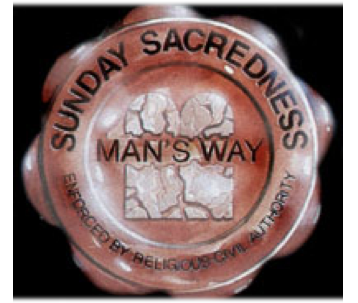 SUNDAY SACREDNESS
MAN'S WAY
ENFORCED BY RELIGIOUS CIVIL AUTHORITY